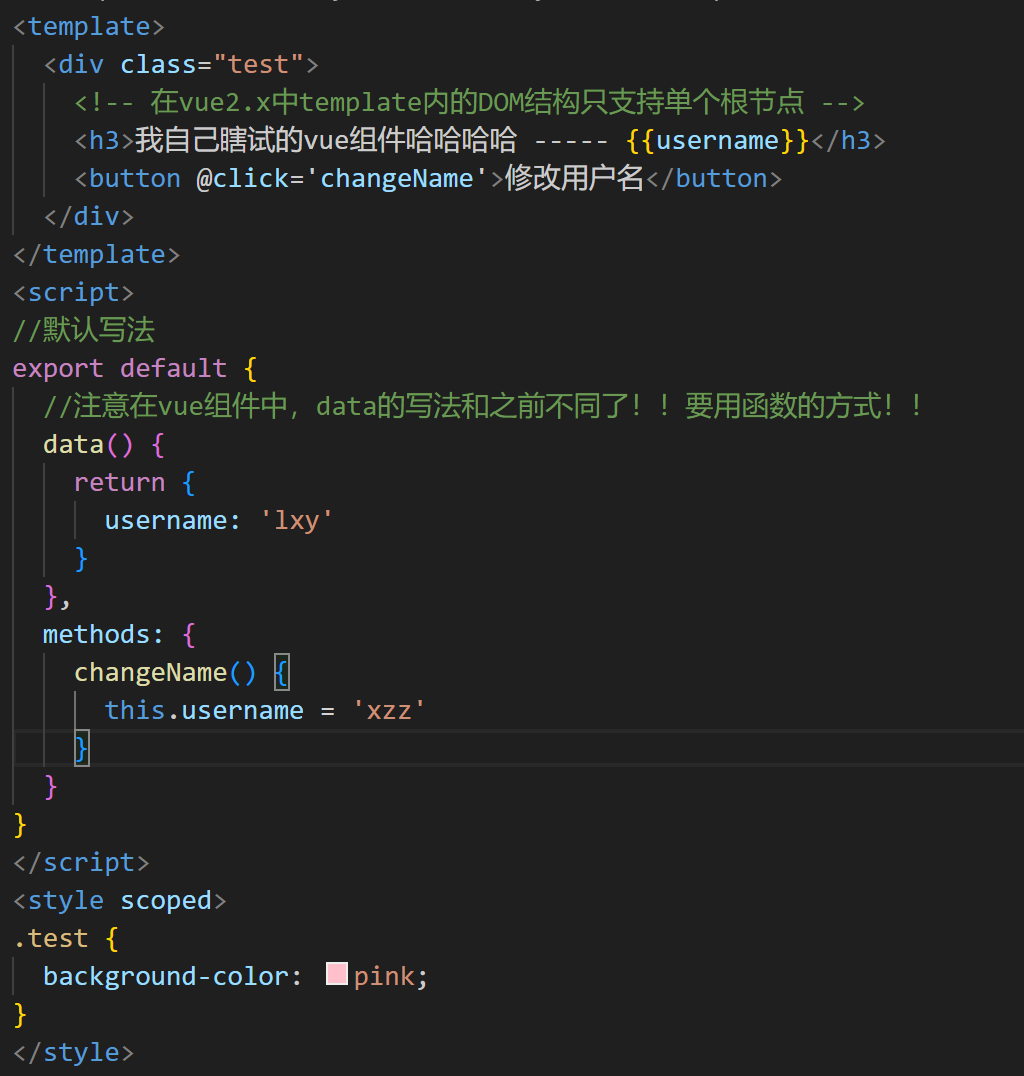 <template>
  <div class="test">
    <!-- 在vue2.x中template内的DOM结构只支持单个根节点 -->
    <h3>我自己瞎试的vue组件哈哈哈哈 ----- {{username}}</h3>
    <button @click='changeName'>修改用户名</button>
  </div>
</template>
<script>
//默认写法
export default {
  //注意在vue组件中，data的写法和之前不同了！！要用函数的方式！！
  data() {
    return {
      username: 'lxy'
    }
  },
  methods: {
    changeName() {
      this.username = 'xzz'
    }
  }
}
</script>
<style scoped>
.test {
  background-color: pink;
}
</style>